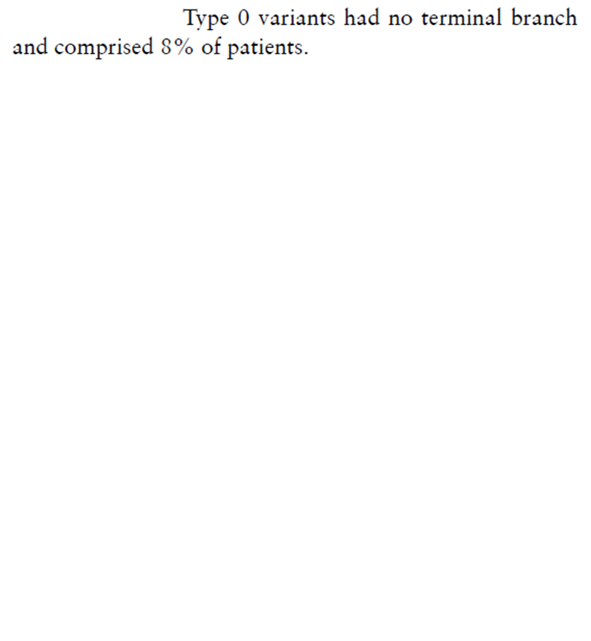 Type 0 variants had no terminal branch
and comprised 8% of patients.